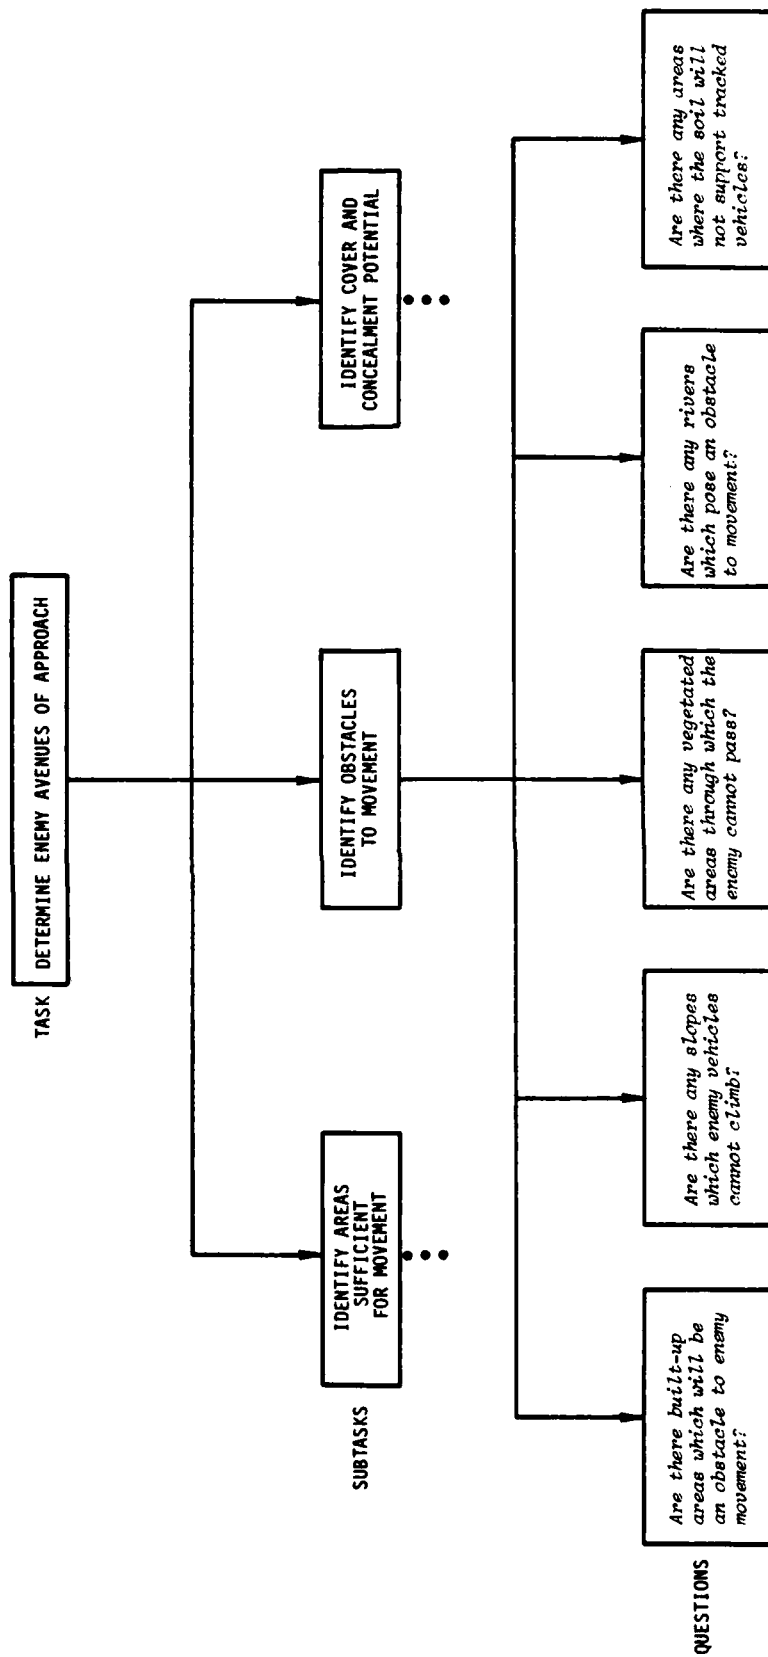 TASK
DETERMINE ENEMY AVENUES OF APPROACH
SUBTASKS
IDENTIFY AREAS
SUFFICIENT
FOR MOVEMENT
IDENTIFY OBSTACLES
TO MOVEMENT
IDENTIFY COVER AND
CONCEALMENT POTENTIAL
QUESTIONS
Are there built-up
areas which will be
an obstacle to enemy
movement?
Are there any slopes
which enemy vehicles
cannot climb?
Are there any vegetated
areas through which the
enemy cannot pass?
Are there any rivers
which pose an obstacle
to movement?
Are there any areas
where the soil will
not support tracked
vehicles?